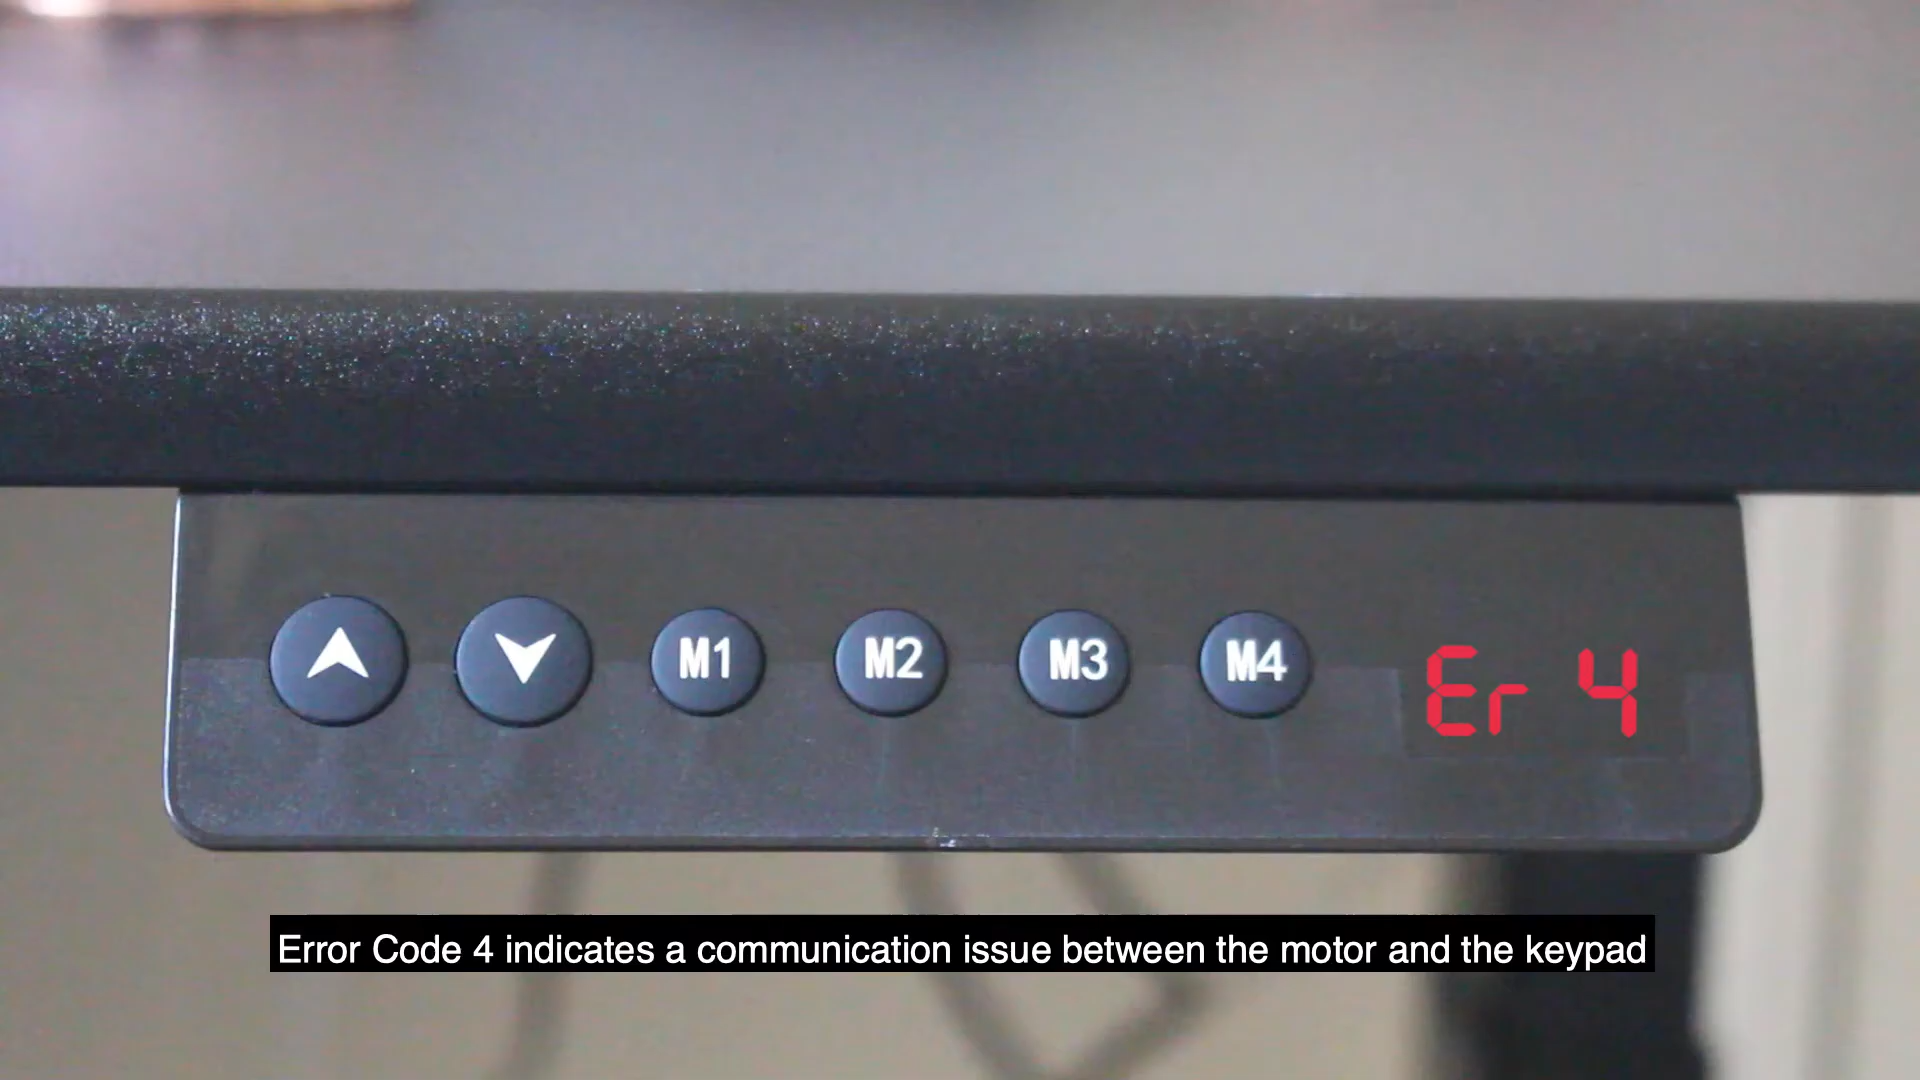 M1 M2 M3 M4 Er 4
Error Code 4 indicates a communication issue between the motor and the keypad